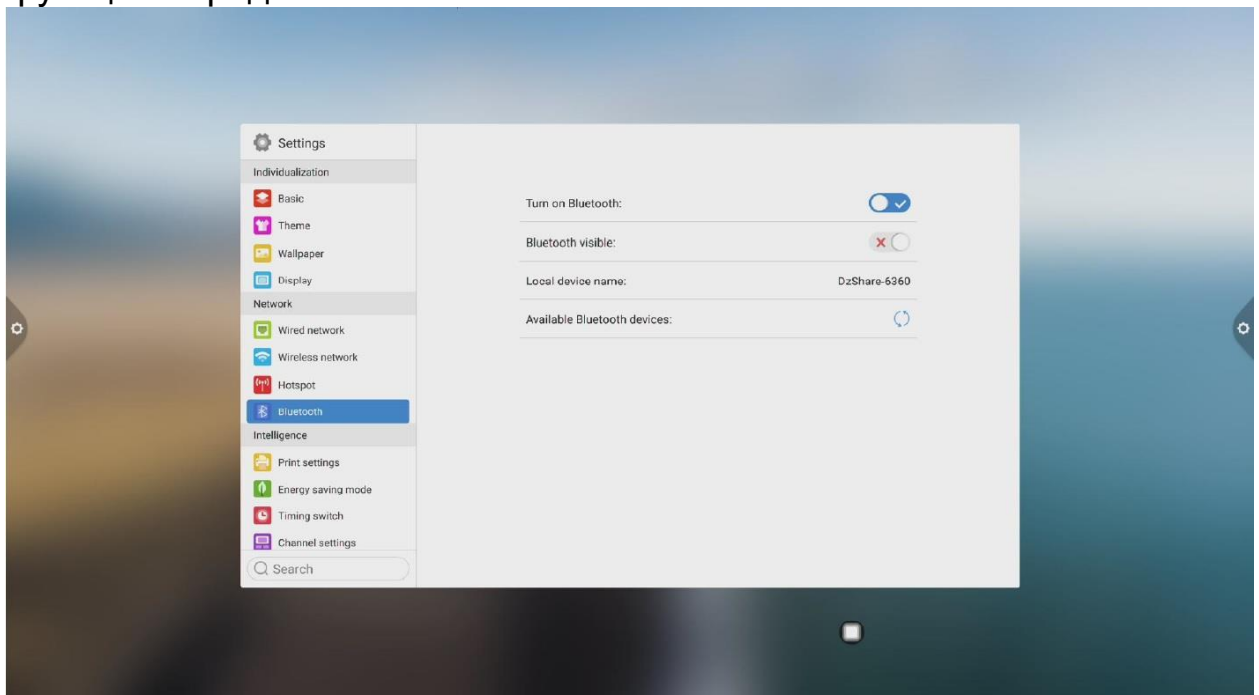 Settings
Individualization
Basic
Theme
Wallpaper
Display
Network
Wired network
Wireless network
Hotspot
Bluetooth
Intelligence
Print settings
Energy saving mode
Timing switch
Channel settings
Search
Turn on Bluetooth:
Bluetooth visible:
Local device name: DzShare-6360
Available Bluetooth devices: